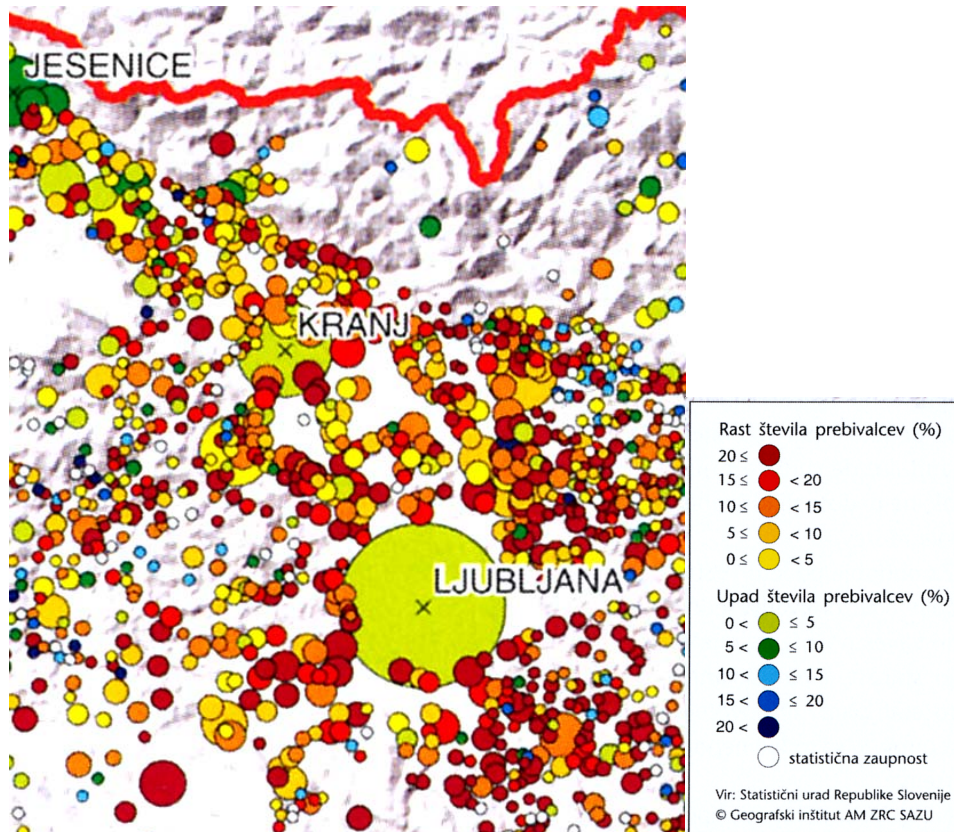 JESENICE
KRANJ
LJUBLJANA
Rast števila prebivalcev (%)
20 ≤
15 ≤ < 20
10 ≤ < 15
5 ≤ < 10
0 ≤ < 5
Upad števila prebivalcev (%)
0 < ≤ 5
5 < ≤ 10
10 < ≤ 15
15 < ≤ 20
20 <
statistična zaupnost
Vir: Statistični urad Republike Slovenije
© Geografski inštitut AM ZRC SAZU